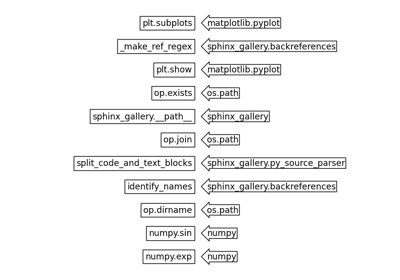 plt.subplots matplotlib.pyplot
_make_ref_regex sphinx_gallery.backreferences
plt.show matplotlib.pyplot
op.exists os.path
sphinx_gallery.__path__ sphinx_gallery
op.join os.path
split_code_and_text_blocks sphinx_gallery.py_source_parser
identify_names sphinx_gallery.backreferences
op.dirname os.path
numpy.sin numpy
numpy.exp numpy